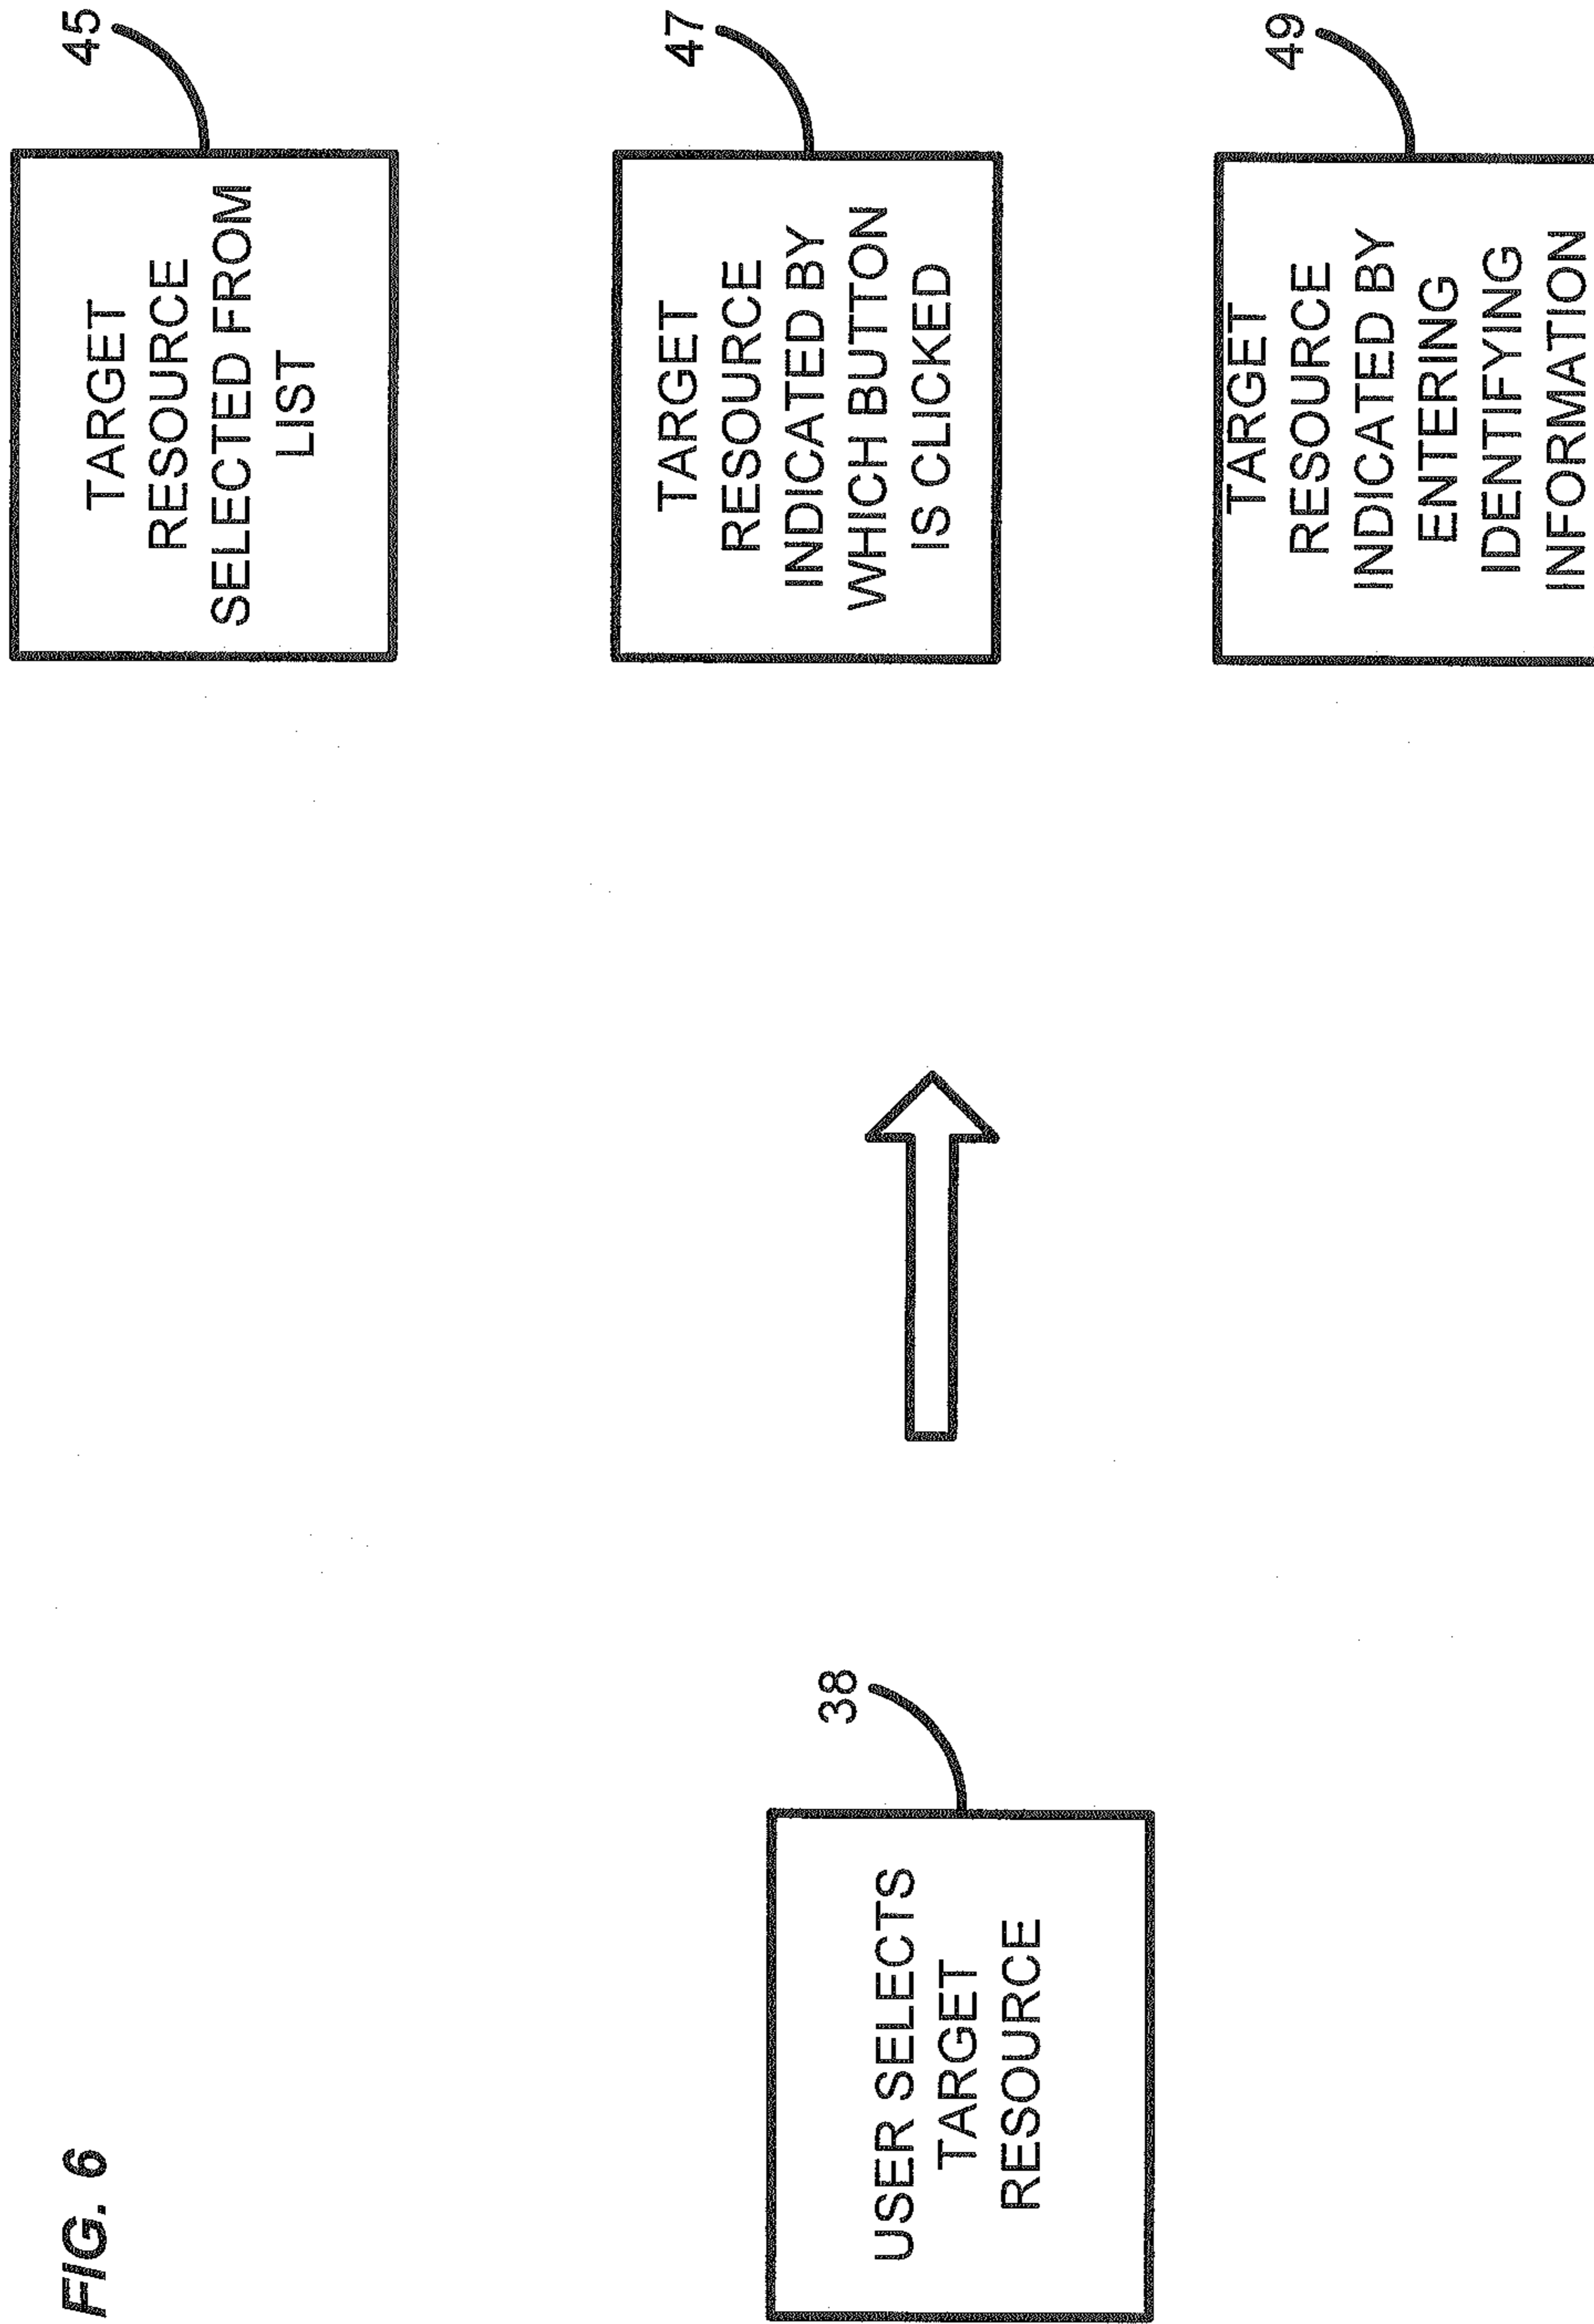 FIG. 6
USER SELECTS
TARGET
RESOURCE
38
TARGET
RESOURCE
SELECTED FROM
LIST
45
TARGET
RESOURCE
INDICATED BY
WHICH BUTTON
IS CLICKED
47
TARGET
RESOURCE
INDICATED BY
ENTERING
IDENTIFYING
INFORMATION
49